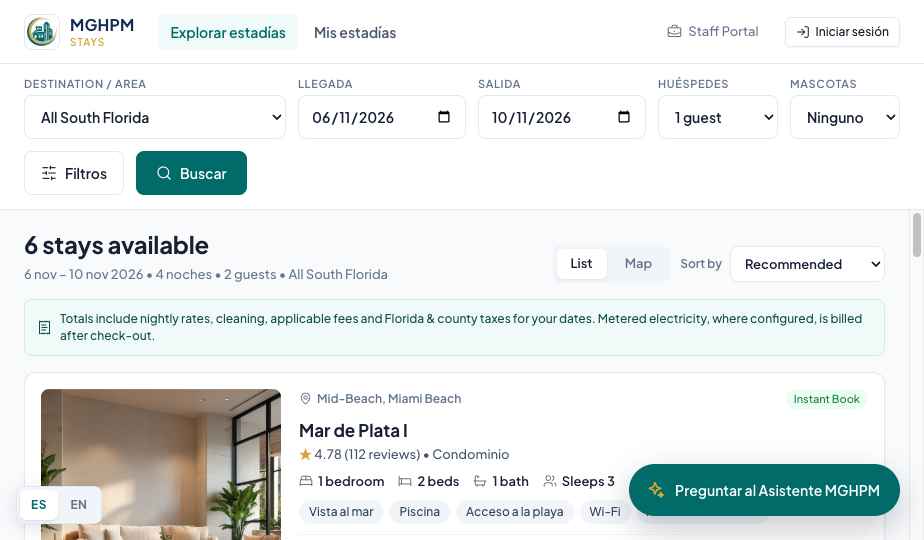 MGHPM
STAYS
Explorar estadías
Mis estadías
Staff Portal
Iniciar sesión
DESTINATION / AREA
LLEGADA
SALIDA
HUÉSPEDES
MASCOTAS
All South Florida
06/11/2026
10/11/2026
1 guest
Ninguno
Filtros
Buscar
6 stays available
6 nov – 10 nov 2026 • 4 noches • 2 guests • All South Florida
List
Map
Sort by
Recommended
Totals include nightly rates, cleaning, applicable fees and Florida & county taxes for your dates. Metered electricity, where configured, is billed
after check-out.
Mid-Beach, Miami Beach
Instant Book
Mar de Plata I
4.78 (112 reviews) • Condominio
1 bedroom
2 beds
1 bath
Sleeps 3
Vista al mar
Piscina
Acceso a la playa
Wi-Fi
Preguntar al Asistente MGHPM
ES
EN